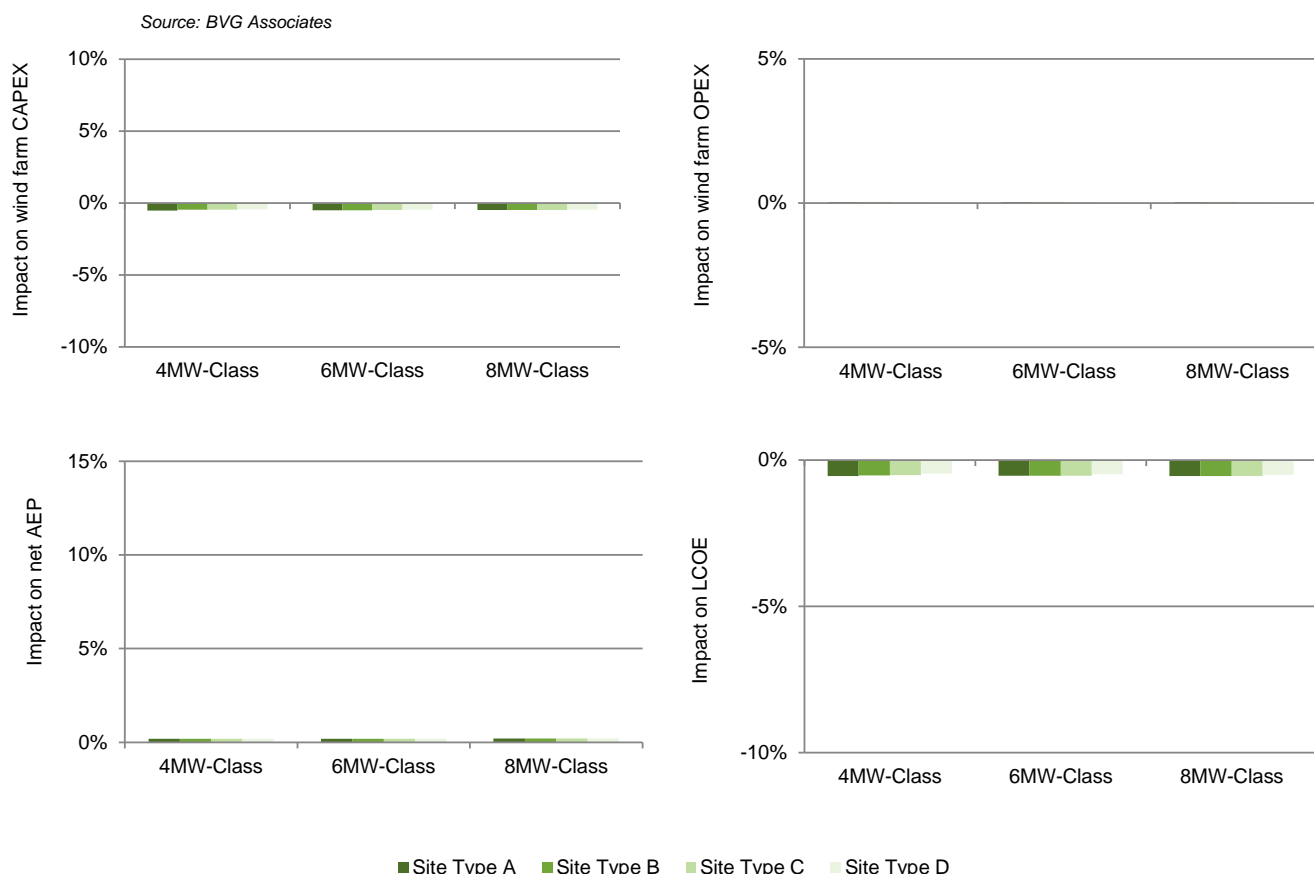 Source: BVG Associates
Impact on wind farm CAPEX
10%
5%
0%
-5%
-10%
4MW-Class 6MW-Class 8MW-Class
Impact on wind farm OPEX
5%
0%
-5%
4MW-Class 6MW-Class 8MW-Class
Impact on net AEP
15%
10%
5%
0%
4MW-Class 6MW-Class 8MW-Class
Impact on LCOE
0%
-5%
-10%
4MW-Class 6MW-Class 8MW-Class
Site Type A Site Type B Site Type C Site Type D